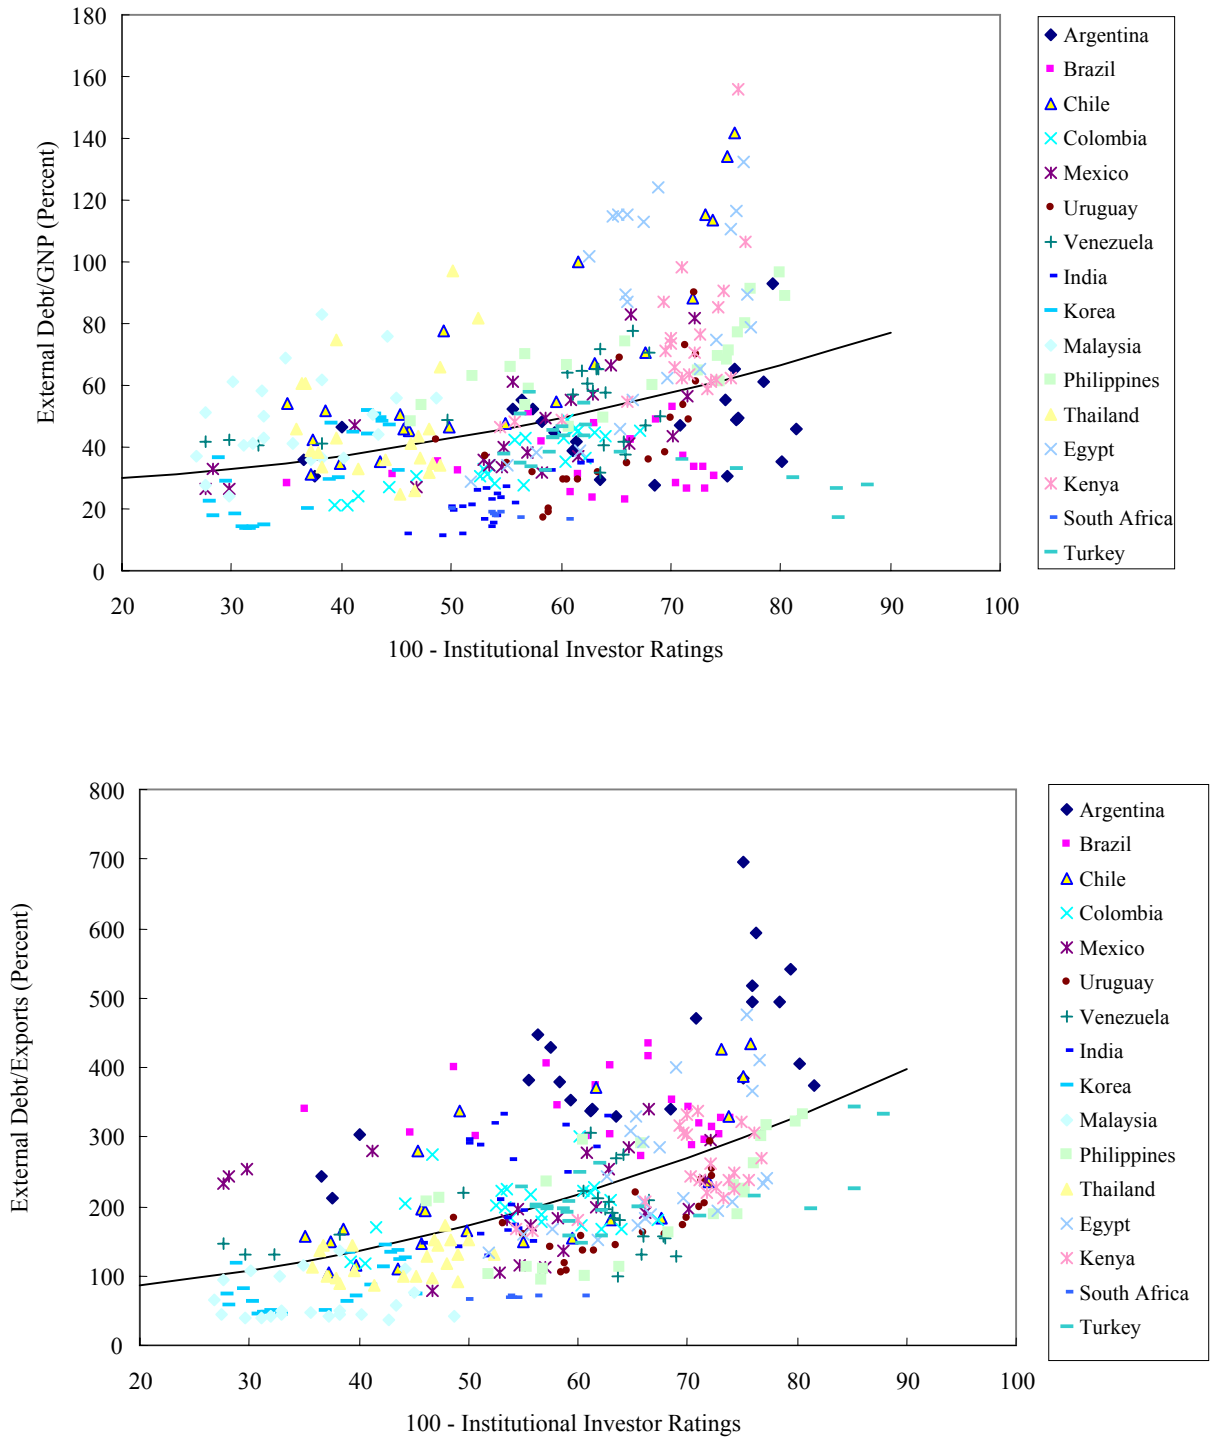 External Debt/GNP (Percent)
180
160
140
120
100
80
60
40
20
0
20 30 40 50 60 70 80 90 100
100 - Institutional Investor Ratings
Argentina
Brazil
Chile
Colombia
Mexico
Uruguay
Venezuela
India
Korea
Malaysia
Philippines
Thailand
Egypt
Kenya
South Africa
Turkey
External Debt/Exports (Percent)
800
700
600
500
400
300
200
100
0
20 30 40 50 60 70 80 90 100
100 - Institutional Investor Ratings
Argentina
Brazil
Chile
Colombia
Mexico
Uruguay
Venezuela
India
Korea
Malaysia
Philippines
Thailand
Egypt
Kenya
South Africa
Turkey